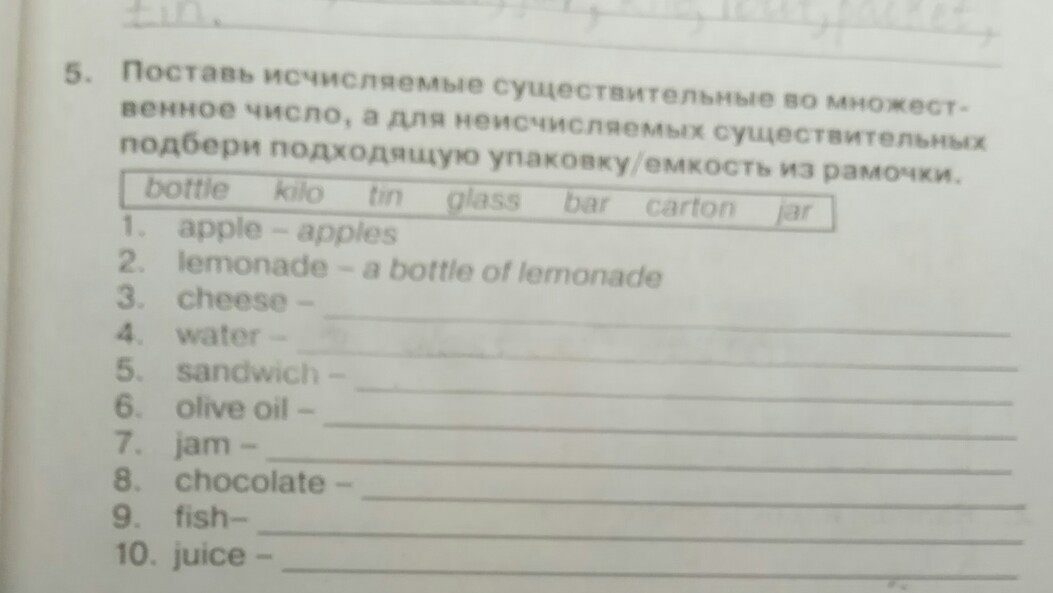 tin.
5. Поставь исчисляемые существительные во множест-
венное число, а для неисчисляемых существительных
подбери подходящую упаковку/емкость из рамочки.
bottle kilo tin glass bar carton jar
1. apple – apples
2. lemonade – a bottle of lemonade
3. cheese –
4. water –
5. sandwich –
6. olive oil –
7. jam –
8. chocolate –
9. fish–
10. juice –